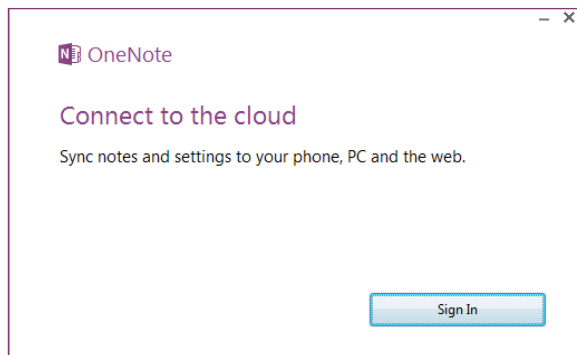 OneNote
Connect to the cloud
Sync notes and settings to your phone, PC and the web.
Sign In